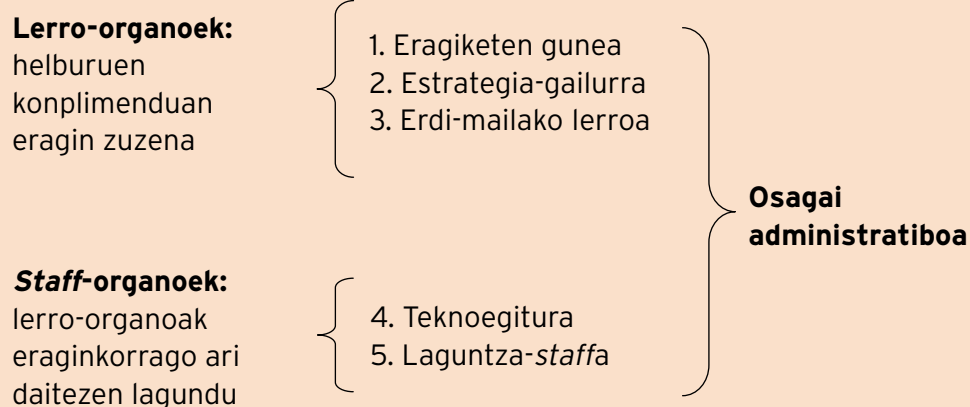 Lerro-organoek:
helburuen
konplimenduan
eragin zuzena
1. Eragiketen gunea
2. Estrategia-gailurra
3. Erdi-mailako lerroa
Staff-organoek:
lerro-organoak
eraginkorrago ari
daitezen lagundu
4. Teknoegitura
5. Laguntza-staffa
Osagai
administratiboa